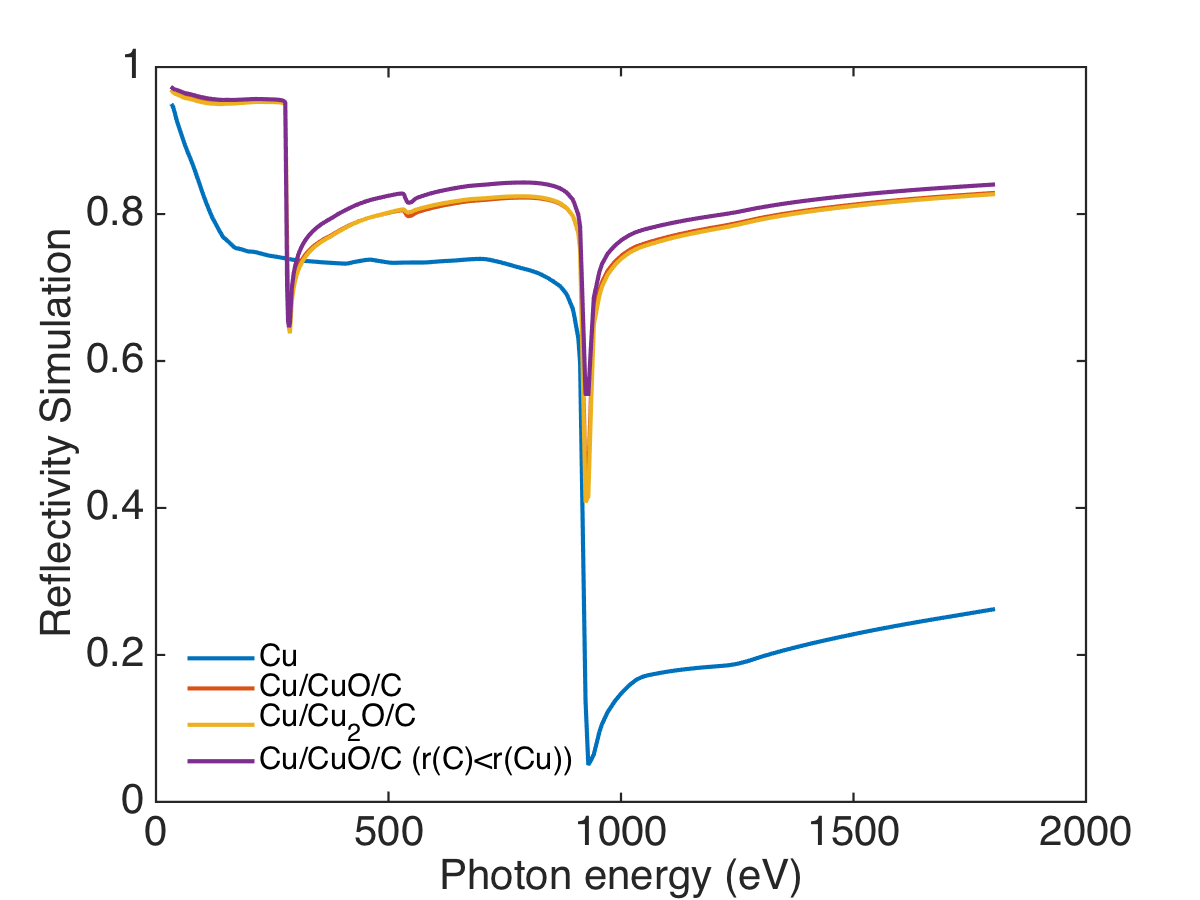 1
0.8
0.6
0.4
0.2
0
Reflectivity Simulation
Cu
Cu/CuO/C
Cu/Cu2O/C
Cu/CuO/C (r(C)<r(Cu))
0 500 1000 1500 2000
Photon energy (eV)